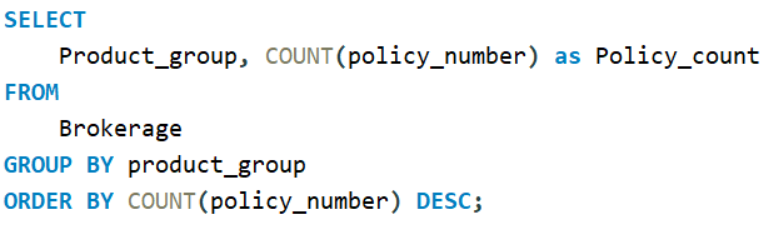 SELECT
    Product_group, COUNT(policy_number) as Policy_count
FROM
    Brokerage
GROUP BY product_group
ORDER BY COUNT(policy_number) DESC;